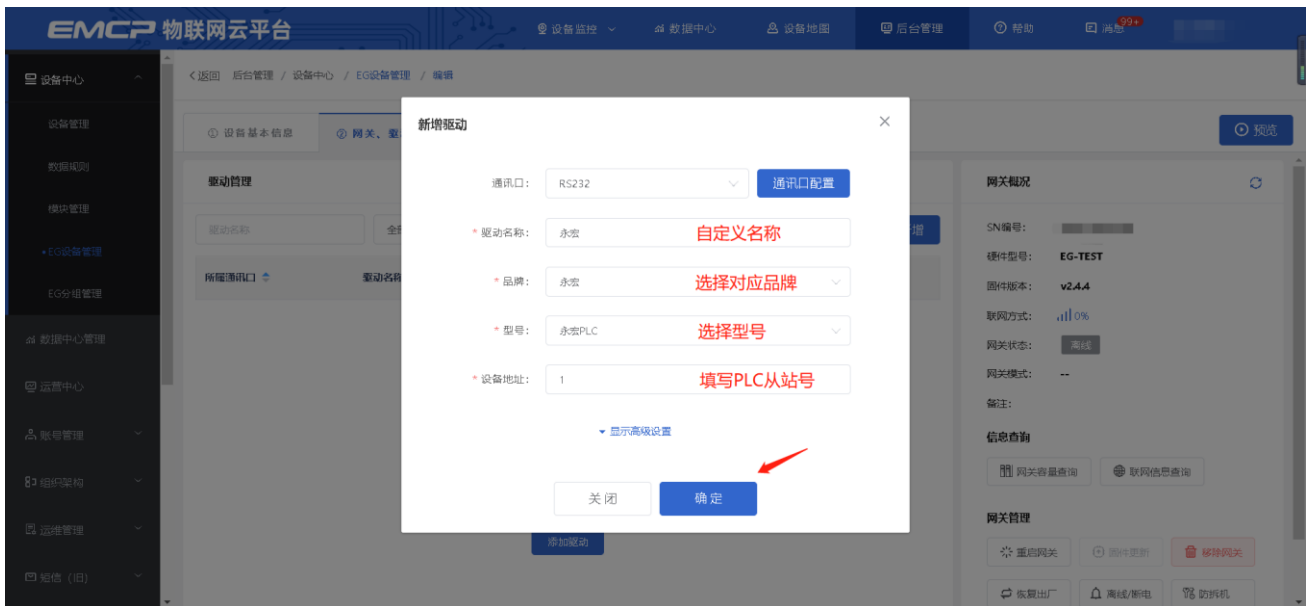 EMCP 物联网云平台
设备监控
数据中心
设备地图
后台管理
帮助
消息
99+
设备中心
设备管理
数据规则
模块管理
EG设备管理
EG分组管理
数据中心管理
运营中心
账号管理
组织架构
运维管理
短信（旧）
返回 后台管理 / 设备中心 / EG设备管理 / 编辑
① 设备基本信息
② 网关、驱
预览
驱动管理
驱动名称
全
增
所属通讯口
驱动名称
添加驱动
新增驱动
通讯口： RS232 通讯口配置
* 驱动名称： 永宏 自定义名称
* 品牌： 永宏 选择对应品牌
* 型号： 永宏PLC 选择型号
* 设备地址： 1 填写PLC从站号
显示高级设置
关闭
确定
网关概况
SN编号：
硬件型号： EG-TEST
固件版本： v2.4.4
联网方式： 0%
网关状态： 离线
网关模式： --
备注：
信息查询
网关容量查询
联网信息查询
网关管理
重启网关
固件更新
移除网关
恢复出厂
离线/断电
防拆机